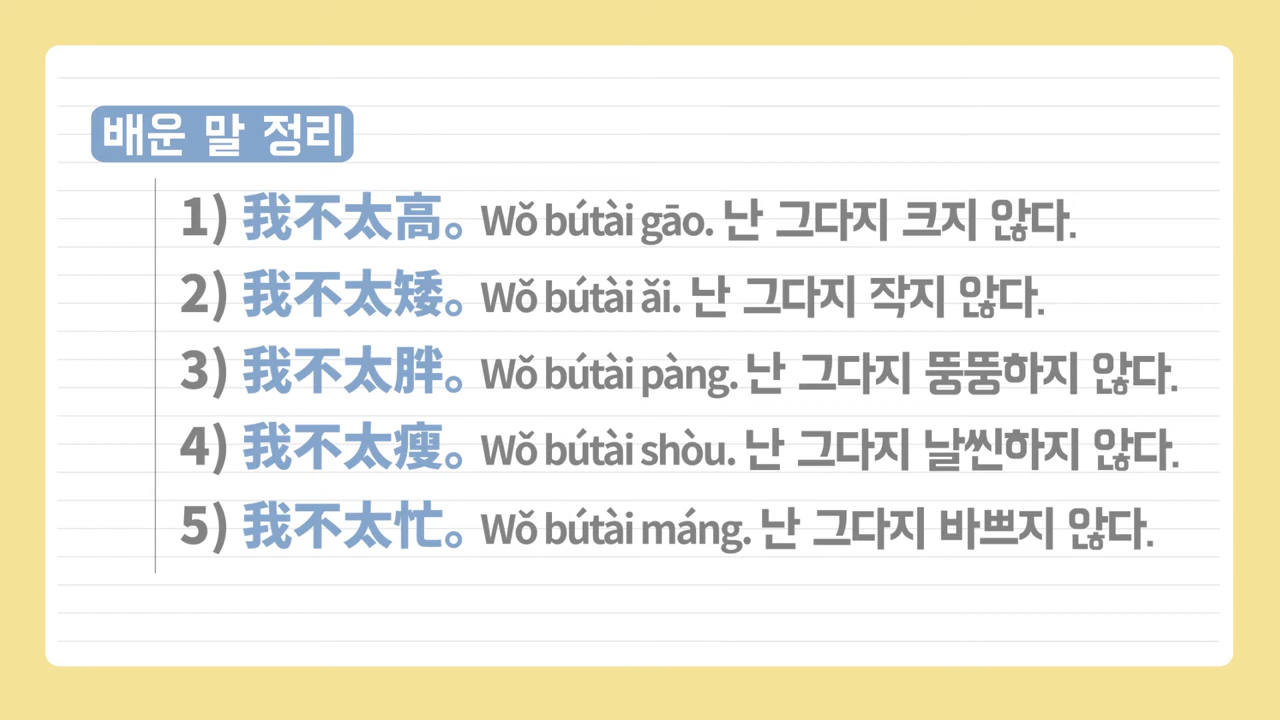 배운 말 정리
1) 我不太高。 Wǒ bútài gāo. 난 그다지 크지 않다.
2) 我不太矮。 Wǒ bútài ǎi. 난 그다지 작지 않다.
3) 我不太胖。 Wǒ bútài pàng. 난 그다지 뚱뚱하지 않다.
4) 我不太瘦。 Wǒ bútài shòu. 난 그다지 날씬하지 않다.
5) 我不太忙。 Wǒ bútài máng. 난 그다지 바쁘지 않다.